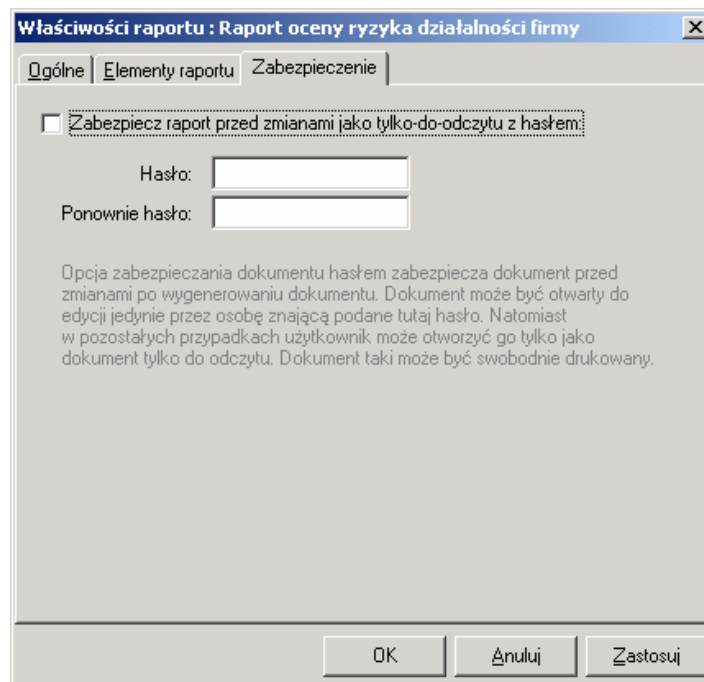 Właściwości raportu : Raport oceny ryzyka działalności firmy
Ogólne Elementy raportu Zabezpieczenie
Zabezpiecz raport przed zmianami jako tylko-do-odczytu z hasłem:
Hasło:
Ponownie hasło:
Opcja zabezpieczania dokumentu hasłem zabezpiecza dokument przed
zmianami po wygenerowaniu dokumentu. Dokument może być otwarty do
edycji jedynie przez osobę znającą podane tutaj hasło. Natomiast
w pozostałych przypadkach użytkownik może otworzyć go tylko jako
dokument tylko do odczytu. Dokument taki może być swobodnie drukowany.
OK Anuluj Zastosuj